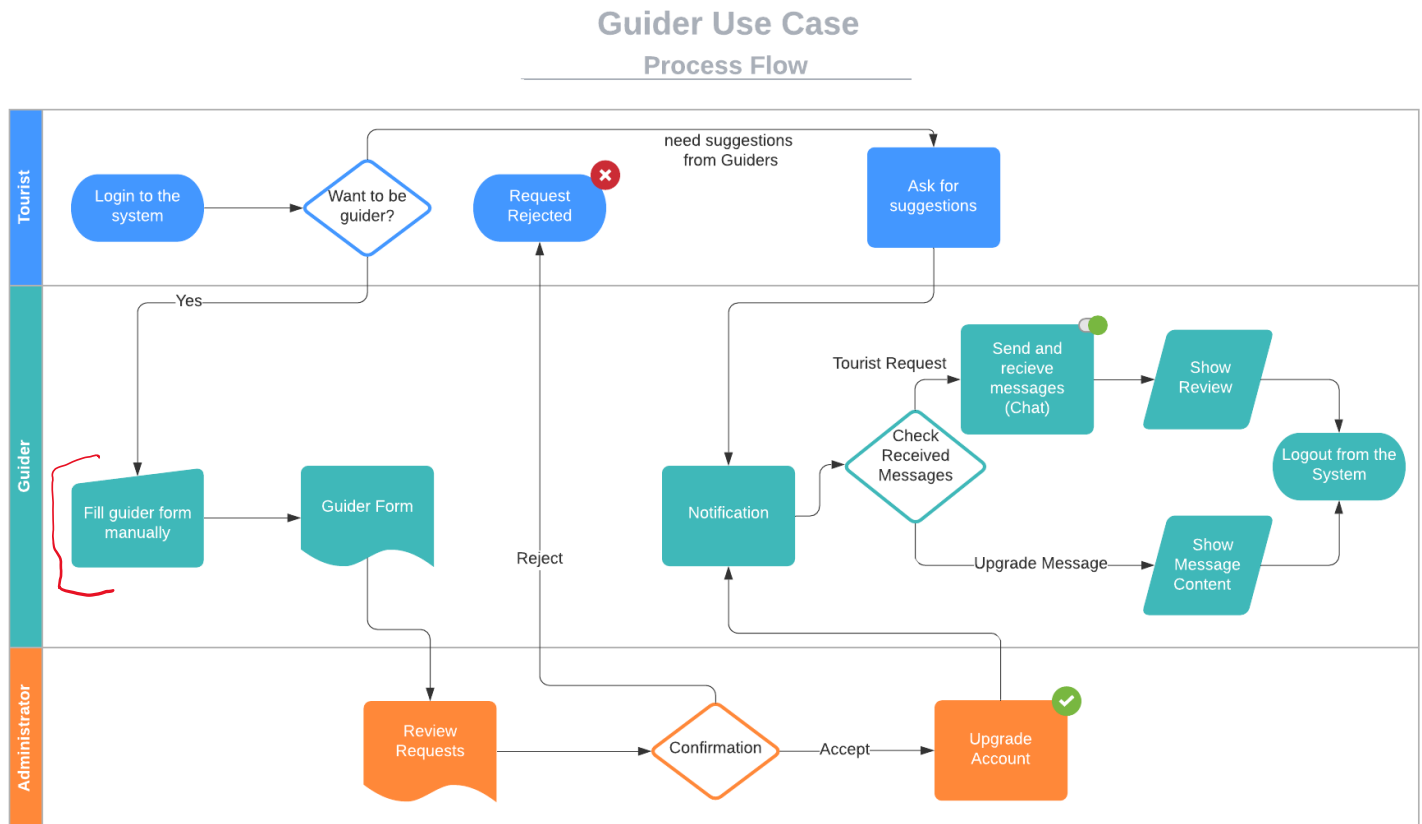 Guider Use Case
Process Flow
Tourist
Login to the
system
Want to be
guider?
Request
Rejected
need suggestions
from Guiders
Ask for
suggestions
Guider
Yes
Fill guider form
manually
Guider Form
Reject
Notification
Check
Received
Messages
Tourist Request
Send and
recieve
messages
(Chat)
Show
Review
Logout from the
System
Upgrade Message
Show
Message
Content
Administrator
Review
Requests
Confirmation
Accept
Upgrade
Account